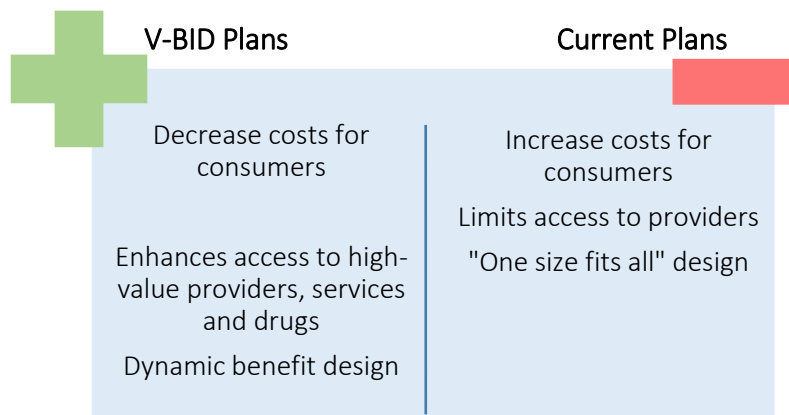 V-BID Plans
Current Plans
Decrease costs for
consumers
Enhances access to high-
value providers, services
and drugs
Dynamic benefit design
Increase costs for
consumers
Limits access to providers
"One size fits all" design